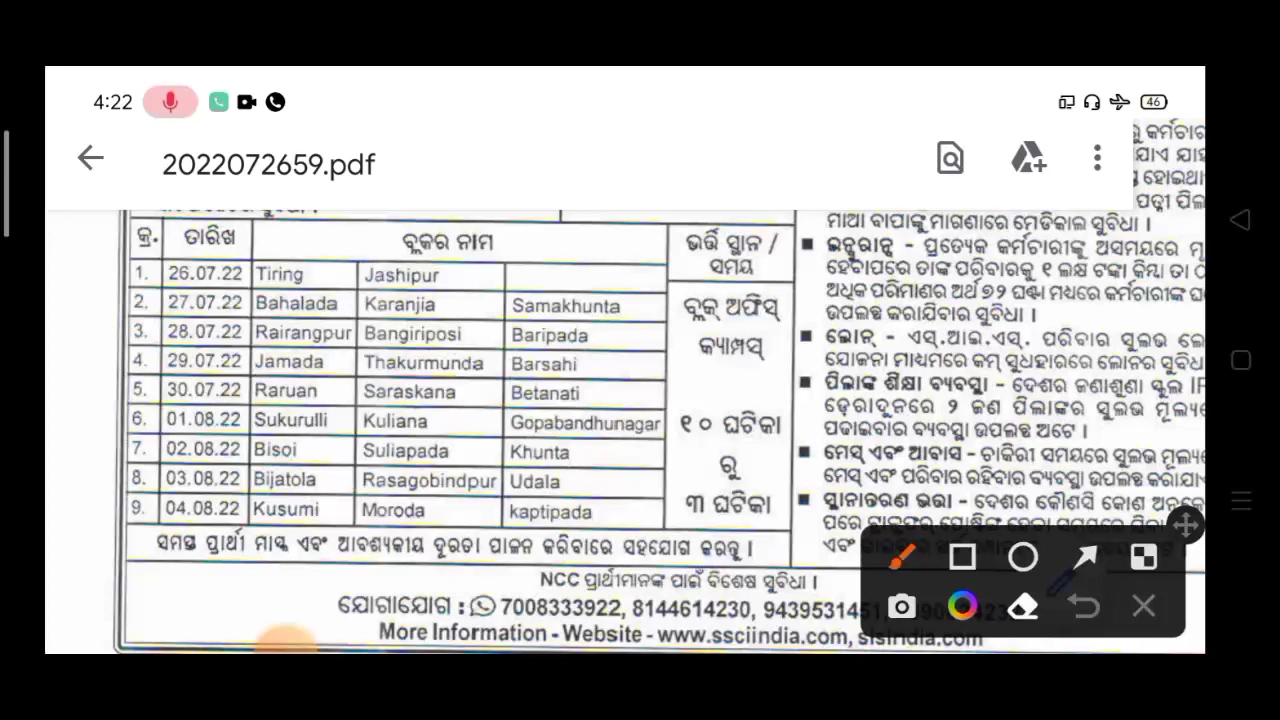 4:22
46
2022072659.pdf
କ୍ର. ତାରିଖ ବ୍ଲକର ନାମ ଭର୍ତ୍ତି ସ୍ଥାନ / ସମୟ
1. 26.07.22 Tiring Jashipur
2. 27.07.22 Bahalada Karanjia Samakhunta
3. 28.07.22 Rairangpur Bangiriposi Baripada
4. 29.07.22 Jamada Thakurmunda Barsahi
5. 30.07.22 Raruan Saraskana Betanati
6. 01.08.22 Sukurulli Kuliana Gopabandhunagar
7. 02.08.22 Bisoi Suliapada Khunta
8. 03.08.22 Bijatola Rasagobindpur Udala
9. 04.08.22 Kusumi Moroda kaptipada
ବ୍ଲକ୍ ଅଫିସ୍
କ୍ୟାମ୍ପସ୍
୧୦ ଘଟିକା
ରୁ
୩ ଘଟିକା
ସମସ୍ତ ପ୍ରାର୍ଥୀ ମାସ୍କ ଏବଂ ଆବଶ୍ୟକୀୟ ଦୂରତା ପାଳନ କରିବାରେ ସହଯୋଗ କରନ୍ତୁ ।
NCC ପ୍ରାର୍ଥୀମାନଙ୍କ ପାଇଁ ବିଶେଷ ସୁବିଧା ।
ଯୋଗାଯୋଗ : 7008333922, 8144614230,
More Information - Website - www.ssciindia.com, sisindia.com
ମାଆ ବାପାଙ୍କୁ ମାଗଣାରେ ମେଡିକାଲ ସୁବିଧା ।
■ ଇନ୍ସୁରାନ୍ସ - ପ୍ରତ୍ୟେକ କର୍ମଚାରୀଙ୍କୁ ଅସମୟରେ
ହେବାପରେ ତାଙ୍କ ପରିବାରକୁ ୧ ଲକ୍ଷ ଟଙ୍କା କିମ୍ବା ତା
ଅଧିକ ପରିମାଣର ଅର୍ଥ ୭୨ ଘଣ୍ଟା ମଧ୍ୟରେ କର୍ମଚାରୀଙ୍କ
ଉପଲବ୍ଧ କରାଯିବାର ସୁବିଧା ।
■ ଲୋନ୍ - ଏସ୍.ଆଇ.ଏସ୍. ପରିବାର ସୁଲଭ
ଯୋଜନା ମାଧ୍ୟମରେ କମ୍ ସୁଧହାରରେ ଲୋନର ସୁବିଧା
■ ପିଲାଙ୍କ ଶିକ୍ଷା ବ୍ୟବସ୍ଥା - ଦେଶର ଜଣାଶୁଣା ସ୍କୁଲ
ଡ଼େରାଦୁନରେ ୨ ଜଣ ପିଲାଙ୍କର ସୁଲଭ ମୂଲ୍ୟ
ପଢାଇବାର ବ୍ୟବସ୍ଥା ଉପଲବ୍ଧ ଅଟେ ।
■ ମେସ୍ ଏବଂ ଆବାସ - ଚାକିରୀ ସମୟରେ ସୁଲଭ
ମେସ୍ ଏବଂ ପରିବାର ରହିବାର ବ୍ୟବସ୍ଥା ଉପଲବ୍ଧ
■ ସ୍ଥାନାନ୍ତରଣ ଭତ୍ତା - ଦେଶର କୌଣସି କୋଣ